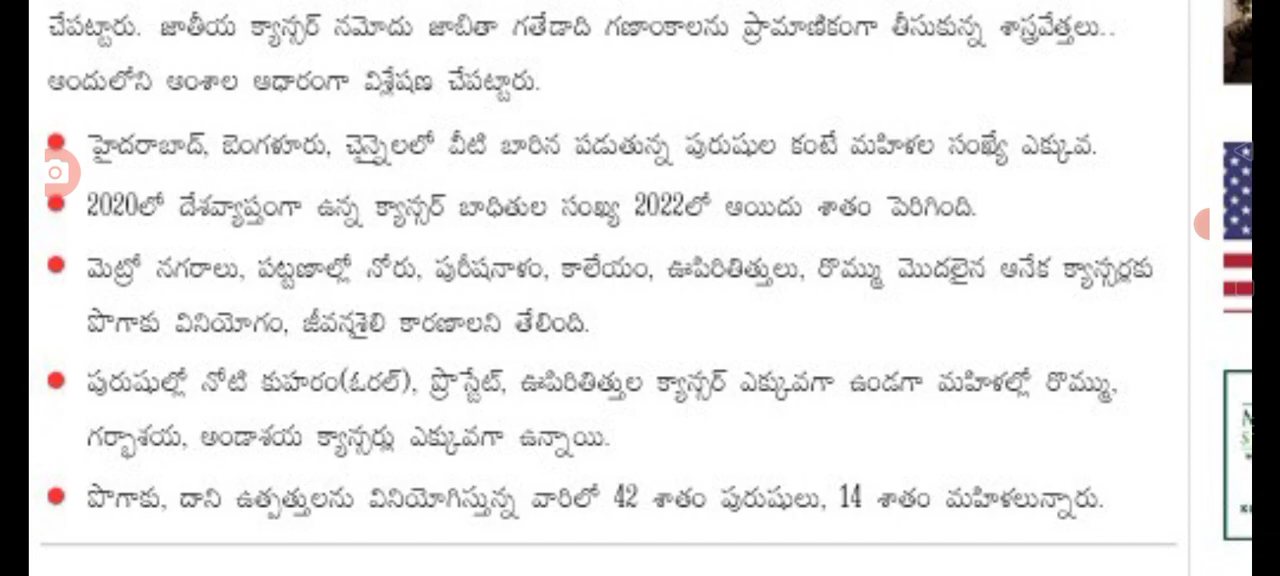 చేపట్టారు. జాతీయ క్యాన్సర్ నమోదు జాబితా గతేడాది గణాంకాలను ప్రామాణికంగా తీసుకున్న శాస్త్రవేత్తలు..
అందులోని అంశాల ఆధారంగా విశ్లేషణ చేపట్టారు.
హైదరాబాద్, బెంగళూరు, చెన్నైలలో వీటి బారిన పడుతున్న పురుషుల కంటే మహిళల సంఖ్యే ఎక్కువ.
2020లో దేశవ్యాప్తంగా ఉన్న క్యాన్సర్ బాధితుల సంఖ్య 2022లో ఆయిదు శాతం పెరిగింది.
మెట్రో నగరాలు, పట్టణాల్లో నోరు, పురీషనాళం, కాలేయం, ఊపిరితిత్తులు, రొమ్ము మొదలైన అనేక క్యాన్సర్లకు
పొగాకు వినియోగం, జీవనశైలి కారణాలని తేలింది.
పురుషుల్లో నోటి కుహరం(ఓరల్), ప్రొస్టేట్, ఊపిరితిత్తుల క్యాన్సర్ ఎక్కువగా ఉండగా మహిళల్లో రొమ్ము,
గర్భాశయ, అండాశయ క్యాన్సర్లు ఎక్కువగా ఉన్నాయి.
పొగాకు, దాని ఉత్పత్తులను వినియోగిస్తున్న వారిలో 42 శాతం పురుషులు, 14 శాతం మహిళలున్నారు.